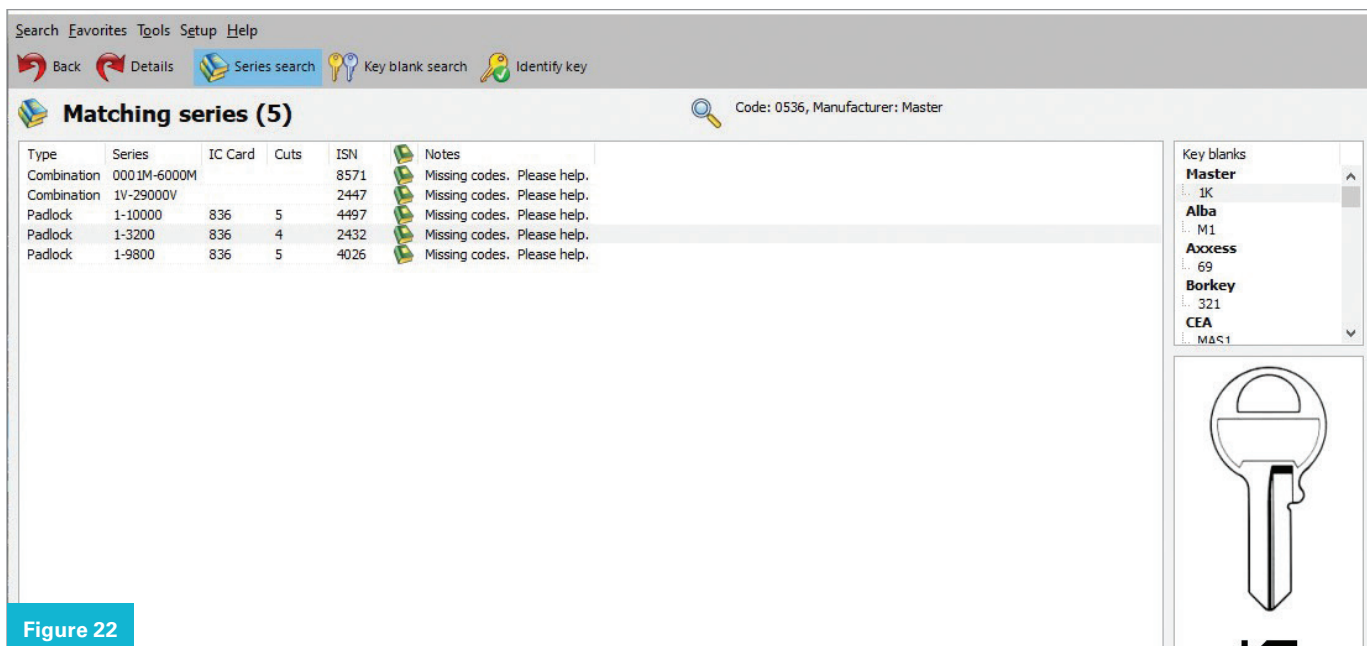 Search Favorites Tools Setup Help
Back Details Series search Key blank search Identify key
Matching series (5)
Code: 0536, Manufacturer: Master
Type Series IC Card Cuts ISN Notes
Combination 0001M-6000M 8571 Missing codes. Please help.
Combination 1V-29000V 2447 Missing codes. Please help.
Padlock 1-10000 836 5 4497 Missing codes. Please help.
Padlock 1-3200 836 4 2432 Missing codes. Please help.
Padlock 1-9800 836 5 4026 Missing codes. Please help.
Key blanks
Master
1K
Alba
M1
Axxess
69
Borkey
321
CEA
MAS1
Figure 22